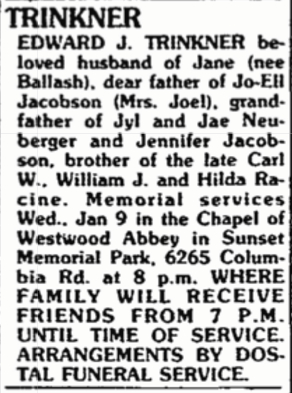 TRINKNER
EDWARD J. TRINKNER be-
loved husband of Jane (nee
Ballash), dear father of Jo-Ell
Jacobson (Mrs. Joel), grand-
father of Jyl and Jae Neu-
berger and Jennifer Jacob-
son, brother of the late Carl
W., William J. and Hilda Ra-
cine. Memorial services
Wed., Jan 9 in the Chapel of
Westwood Abbey in Sunset
Memorial Park, 6265 Colum-
bia Rd. at 8 p.m. WHERE
FAMILY WILL RECEIVE
FRIENDS FROM 7 P.M.
UNTIL TIME OF SERVICE.
ARRANGEMENTS BY DOS-
TAL FUNERAL SERVICE.